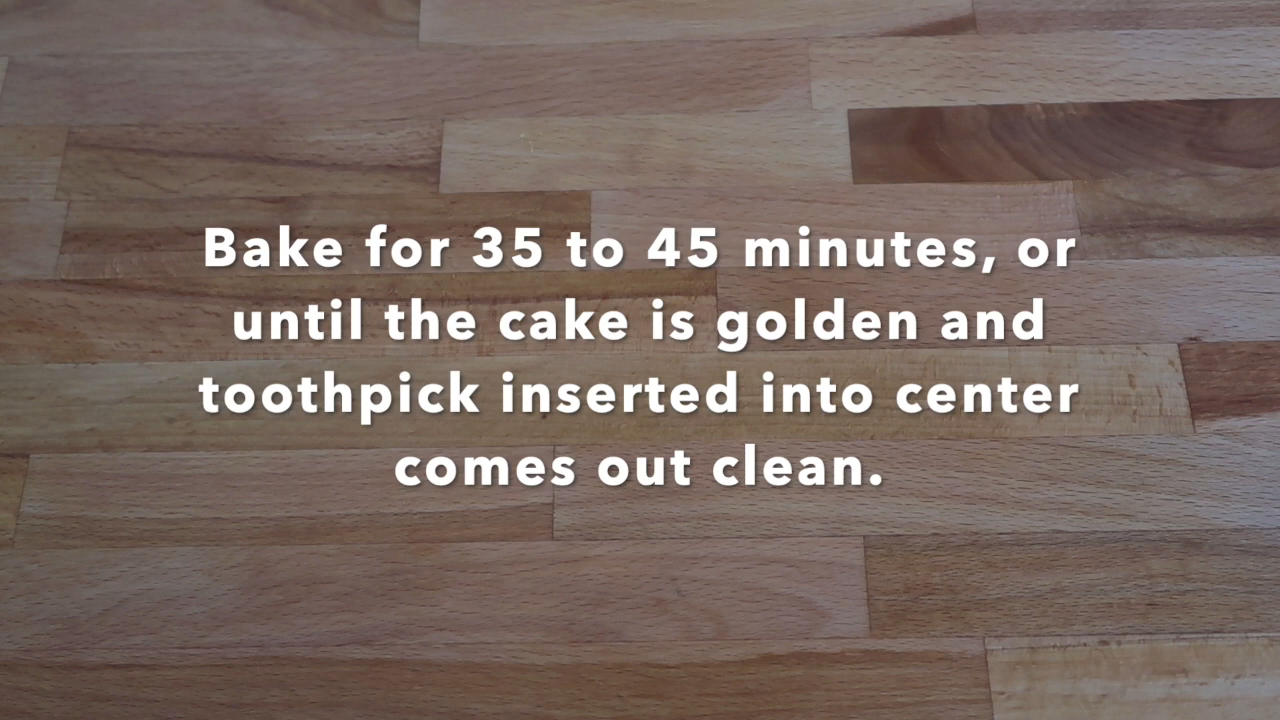 Bake for 35 to 45 minutes, or
until the cake is golden and
toothpick inserted into center
comes out clean.